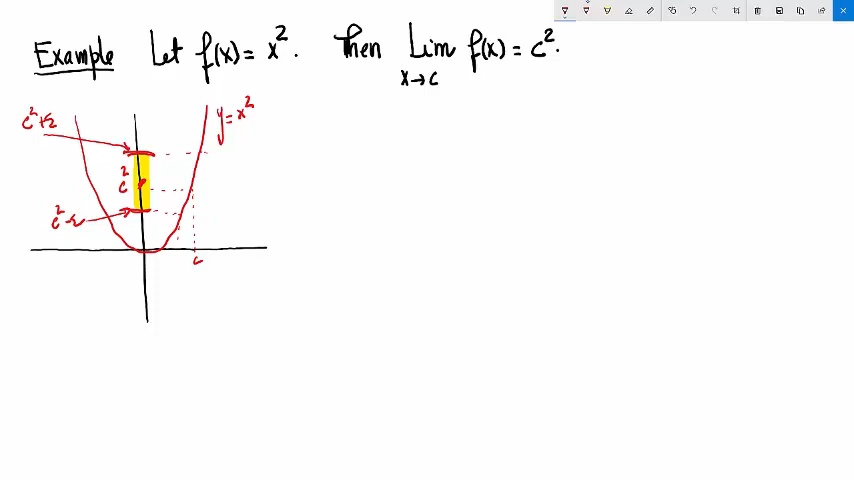 Example Let f(x) = x². Then Lim f(x) = c².
x→c
c²+ε
y = x²
c²
c²-ε
c